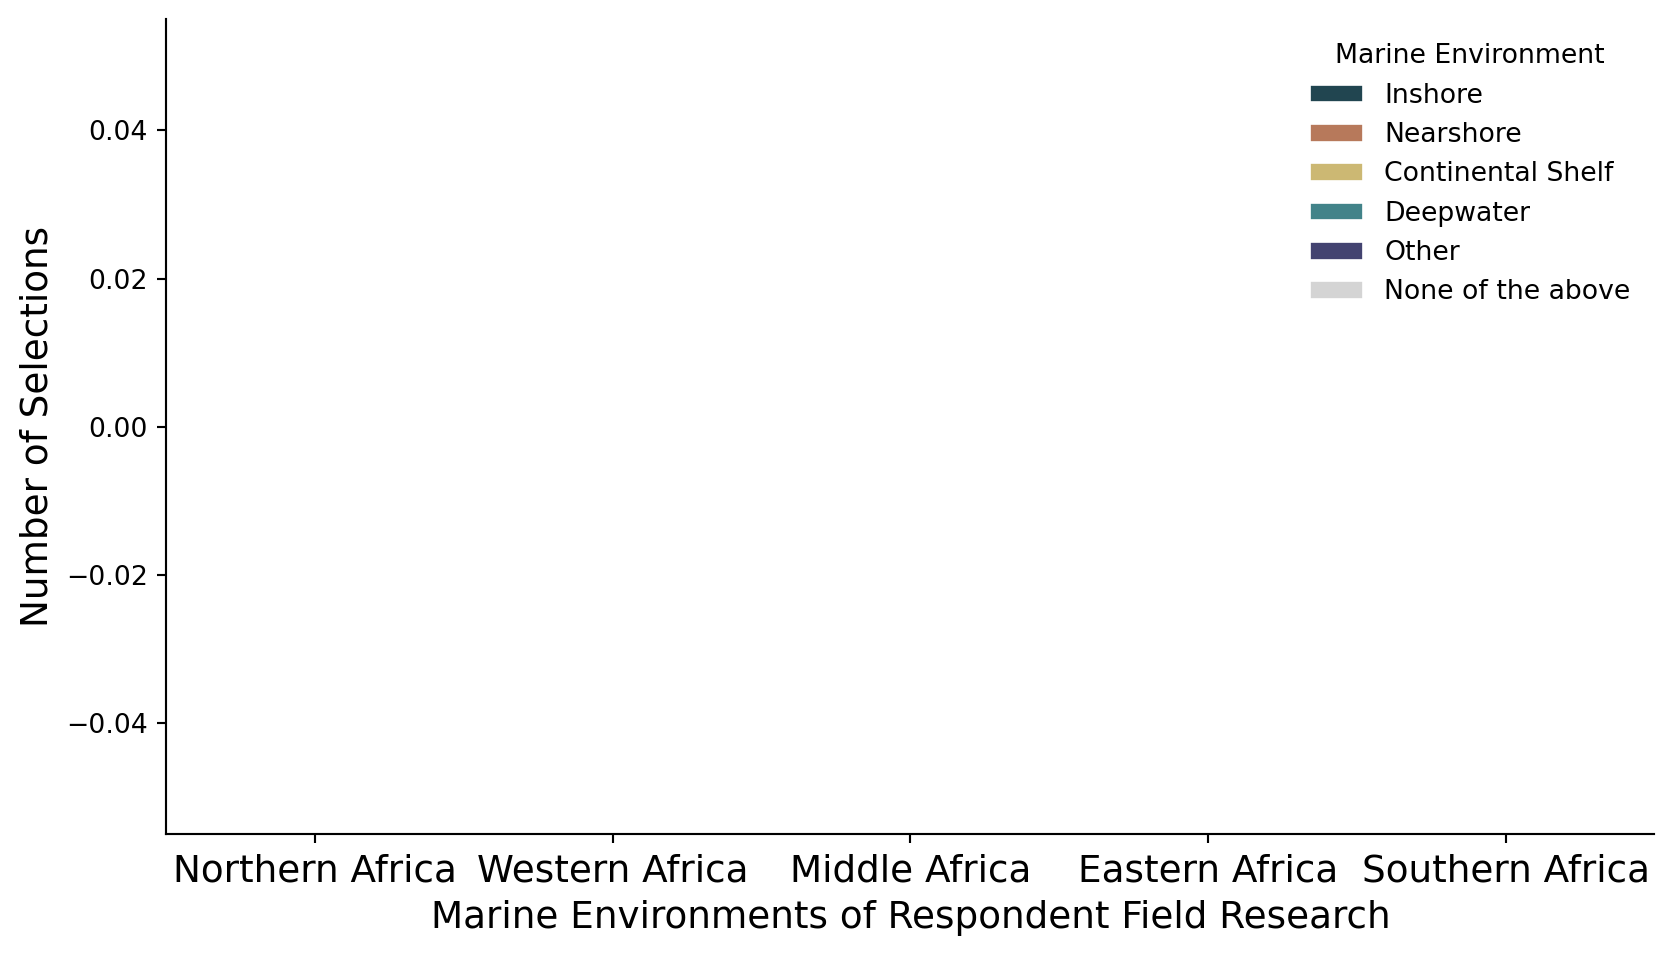 Marine Environment
Inshore
Nearshore
Continental Shelf
Deepwater
Other
None of the above
Number of Selections
0.04
0.02
0.00
−0.02
−0.04
Northern Africa Western Africa Middle Africa Eastern Africa Southern Africa
Marine Environments of Respondent Field Research